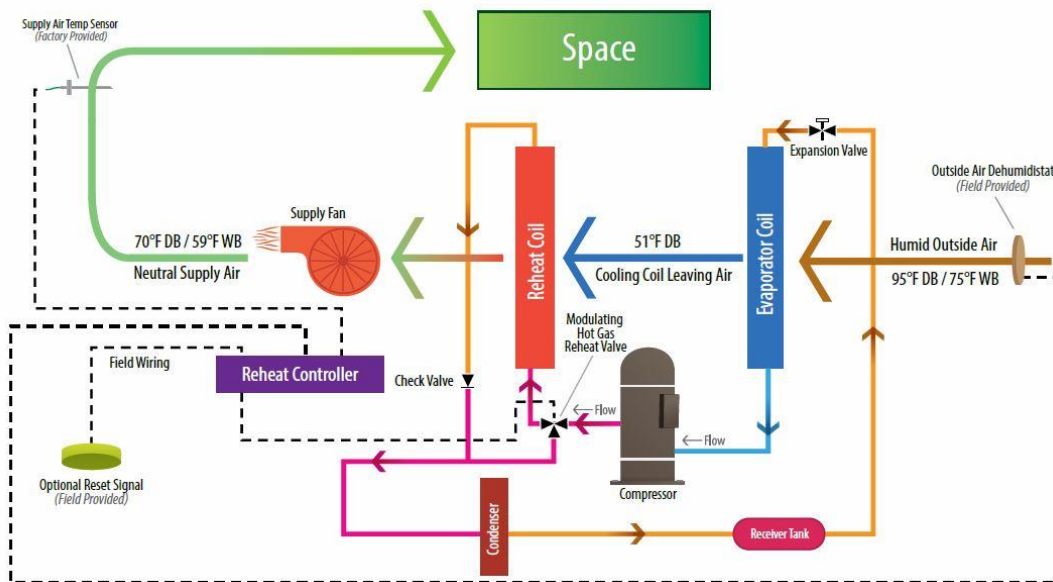 Supply Air Temp Sensor
(Factory Provided)
Space
Expansion Valve
Outside Air Dehumidistat
(Field Provided)
Supply Fan
Reheat Coil
Evaporator Coil
70°F DB / 59°F WB
Neutral Supply Air
51°F DB
Cooling Coil Leaving Air
Humid Outside Air
95°F DB / 75°F WB
Modulating
Hot Gas
Reheat Valve
Field Wiring
Reheat Controller
Check Valve
Flow
Flow
Compressor
Optional Reset Signal
(Field Provided)
Condenser
Receiver Tank